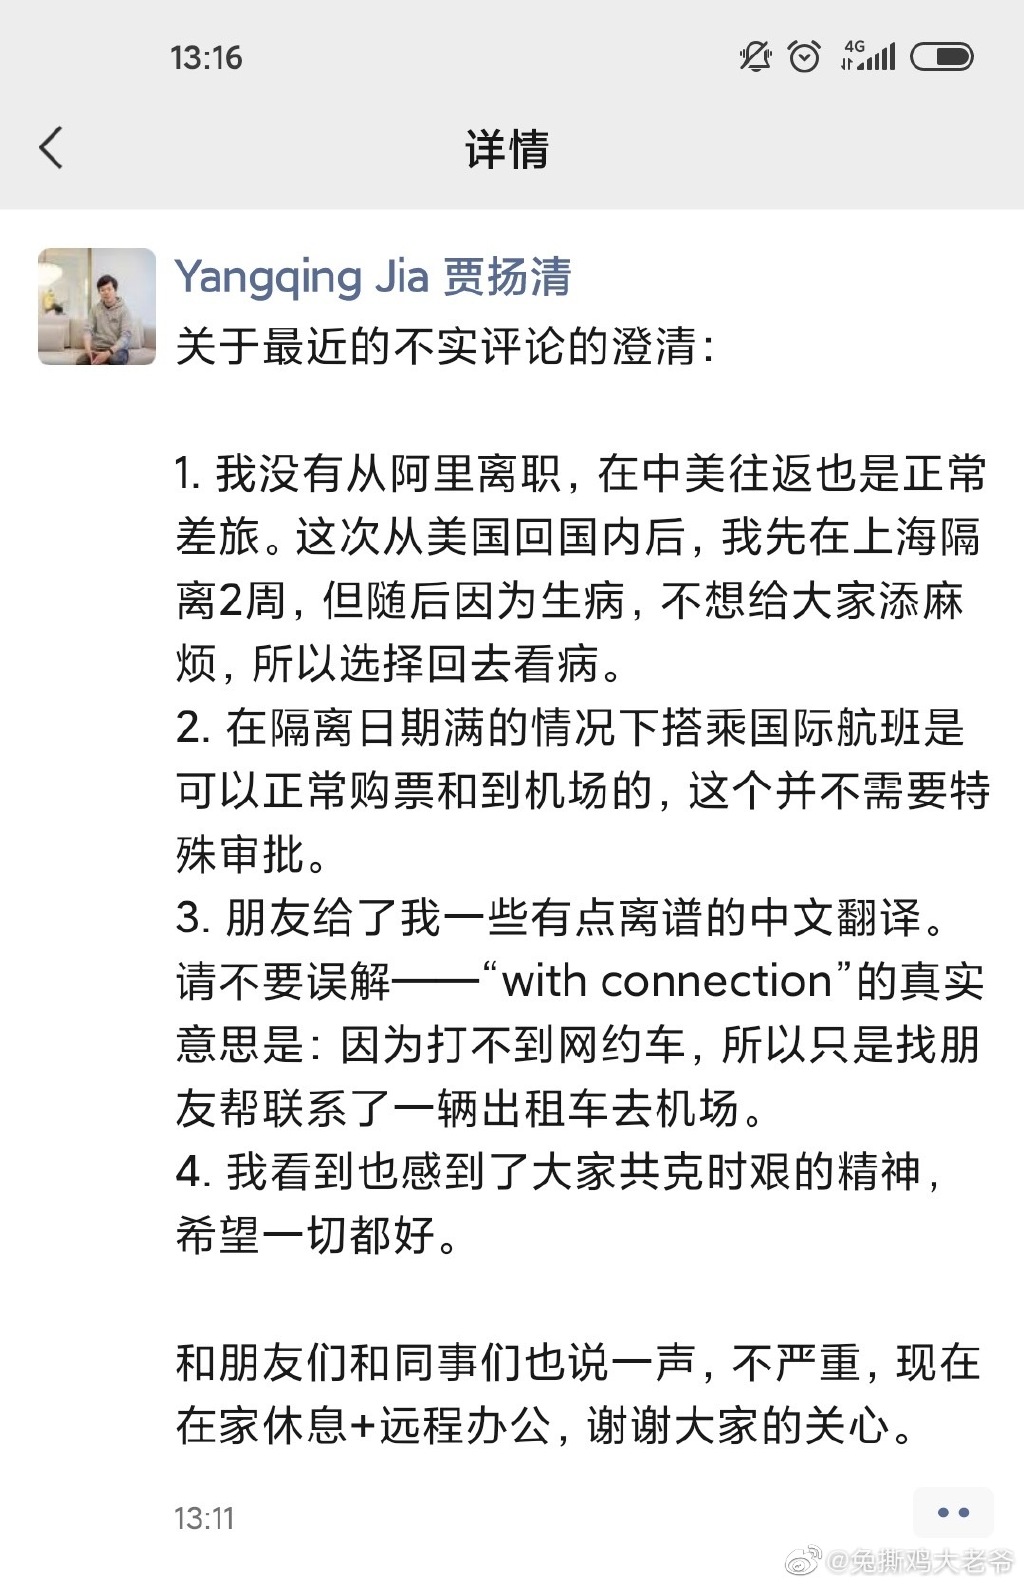 13:16
4G
详情
Yangqing Jia 贾扬清
关于最近的不实评论的澄清：
1. 我没有从阿里离职，在中美往返也是正常
差旅。这次从美国回国内后，我先在上海隔
离2周，但随后因为生病，不想给大家添麻
烦，所以选择回去看病。
2. 在隔离日期满的情况下搭乘国际航班是
可以正常购票和到机场的，这个并不需要特
殊审批。
3. 朋友给了我一些有点离谱的中文翻译。
请不要误解——“with connection”的真实
意思是：因为打不到网约车，所以只是找朋
友帮联系了一辆出租车去机场。
4. 我看到也感到了大家共克时艰的精神，
希望一切都好。
和朋友们和同事们也说一声，不严重，现在
在家休息+远程办公，谢谢大家的关心。
13:11
@兔撕鸡大老爷